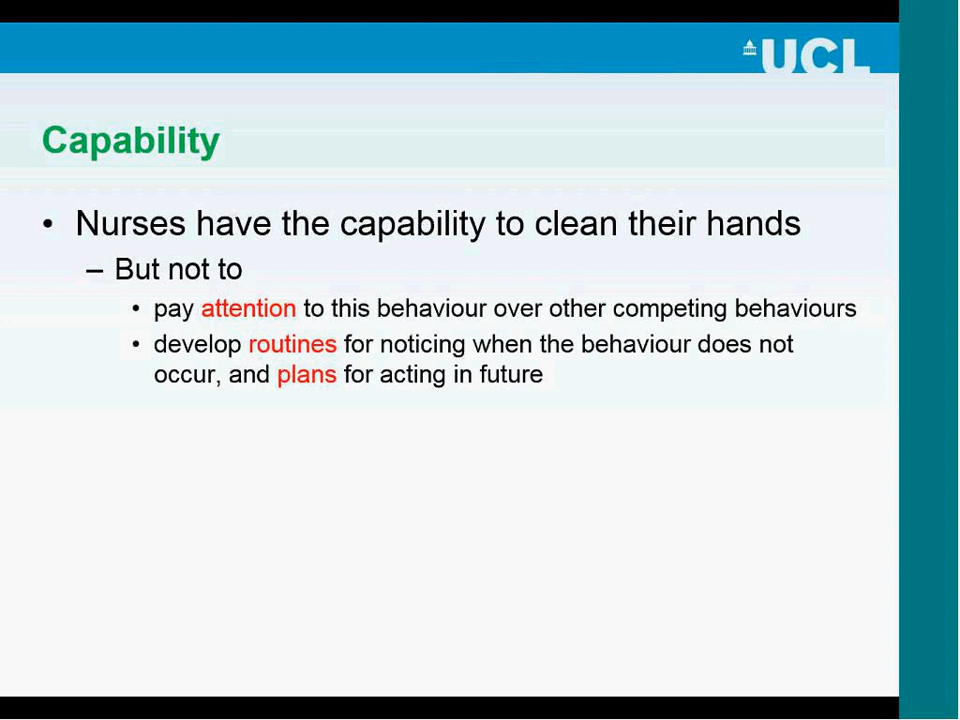 UCL
Capability
• Nurses have the capability to clean their hands
– But not to
• pay attention to this behaviour over other competing behaviours
• develop routines for noticing when the behaviour does not
occur, and plans for acting in future